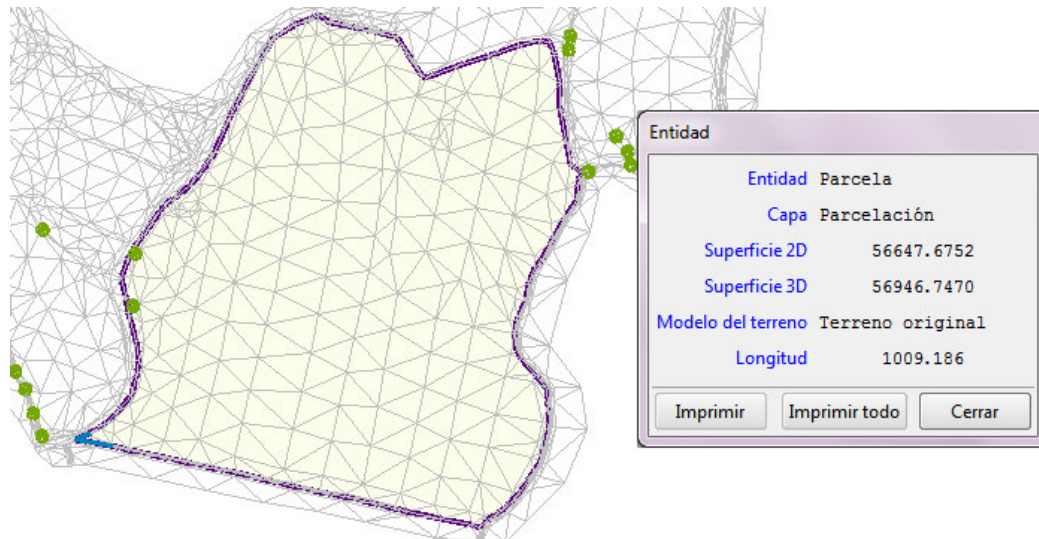 Entidad
Entidad Parcela
Capa Parcelación
Superficie 2D 56647.6752
Superficie 3D 56946.7470
Modelo del terreno Terreno original
Longitud 1009.186
Imprimir Imprimir todo Cerrar